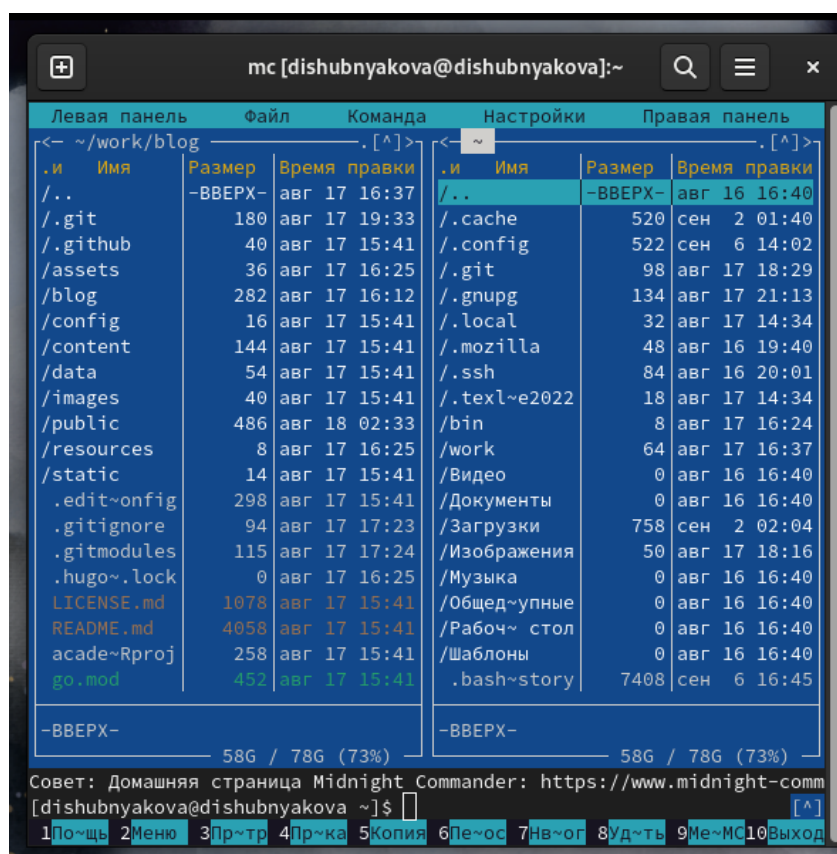 mc [dishubnyakova@dishubnyakova]:~
Левая панель Файл Команда Настройки Правая панель
<— ~/work/blog .[^]> <— ~ .[^]>
.и Имя Размер Время правки .и Имя Размер Время правки
/.. -ВВЕРХ- авг 17 16:37 /.. -ВВЕРХ- авг 16 16:40
/.git 180 авг 17 19:33 /.cache 520 сен 2 01:40
/.github 40 авг 17 15:41 /.config 522 сен 6 14:02
/assets 36 авг 17 16:25 /.git 98 авг 17 18:29
/blog 282 авг 17 16:12 /.gnupg 134 авг 17 21:13
/config 16 авг 17 15:41 /.local 32 авг 17 14:34
/content 144 авг 17 15:41 /.mozilla 48 авг 16 19:40
/data 54 авг 17 15:41 /.ssh 84 авг 16 20:01
/images 40 авг 17 15:41 /.texl~e2022 18 авг 17 14:34
/public 486 авг 18 02:33 /bin 8 авг 17 16:24
/resources 8 авг 17 16:25 /work 64 авг 17 16:37
/static 14 авг 17 15:41 /Видео 0 авг 16 16:40
.edit~onfig 298 авг 17 15:41 /Документы 0 авг 16 16:40
.gitignore 94 авг 17 17:23 /Загрузки 758 сен 2 02:04
.gitmodules 115 авг 17 17:24 /Изображения 50 авг 17 18:16
.hugo~.lock 0 авг 17 16:25 /Музыка 0 авг 16 16:40
LICENSE.md 1078 авг 17 15:41 /Общед~упные 0 авг 16 16:40
README.md 4058 авг 17 15:41 /Рабоч~ стол 0 авг 16 16:40
acade~Rproj 258 авг 17 15:41 /Шаблоны 0 авг 16 16:40
go.mod 452 авг 17 15:41 .bash~story 7408 сен 6 16:45
-ВВЕРХ- -ВВЕРХ-
58G / 78G (73%) 58G / 78G (73%)
Совет: Домашняя страница Midnight Commander: https://www.midnight-comm
[dishubnyakova@dishubnyakova ~]$ [^]
1По~щь 2Меню 3Пр~тр 4Пр~ка 5Копия 6Пе~ос 7Нв~ог 8Уд~ть 9Ме~МС10Выход